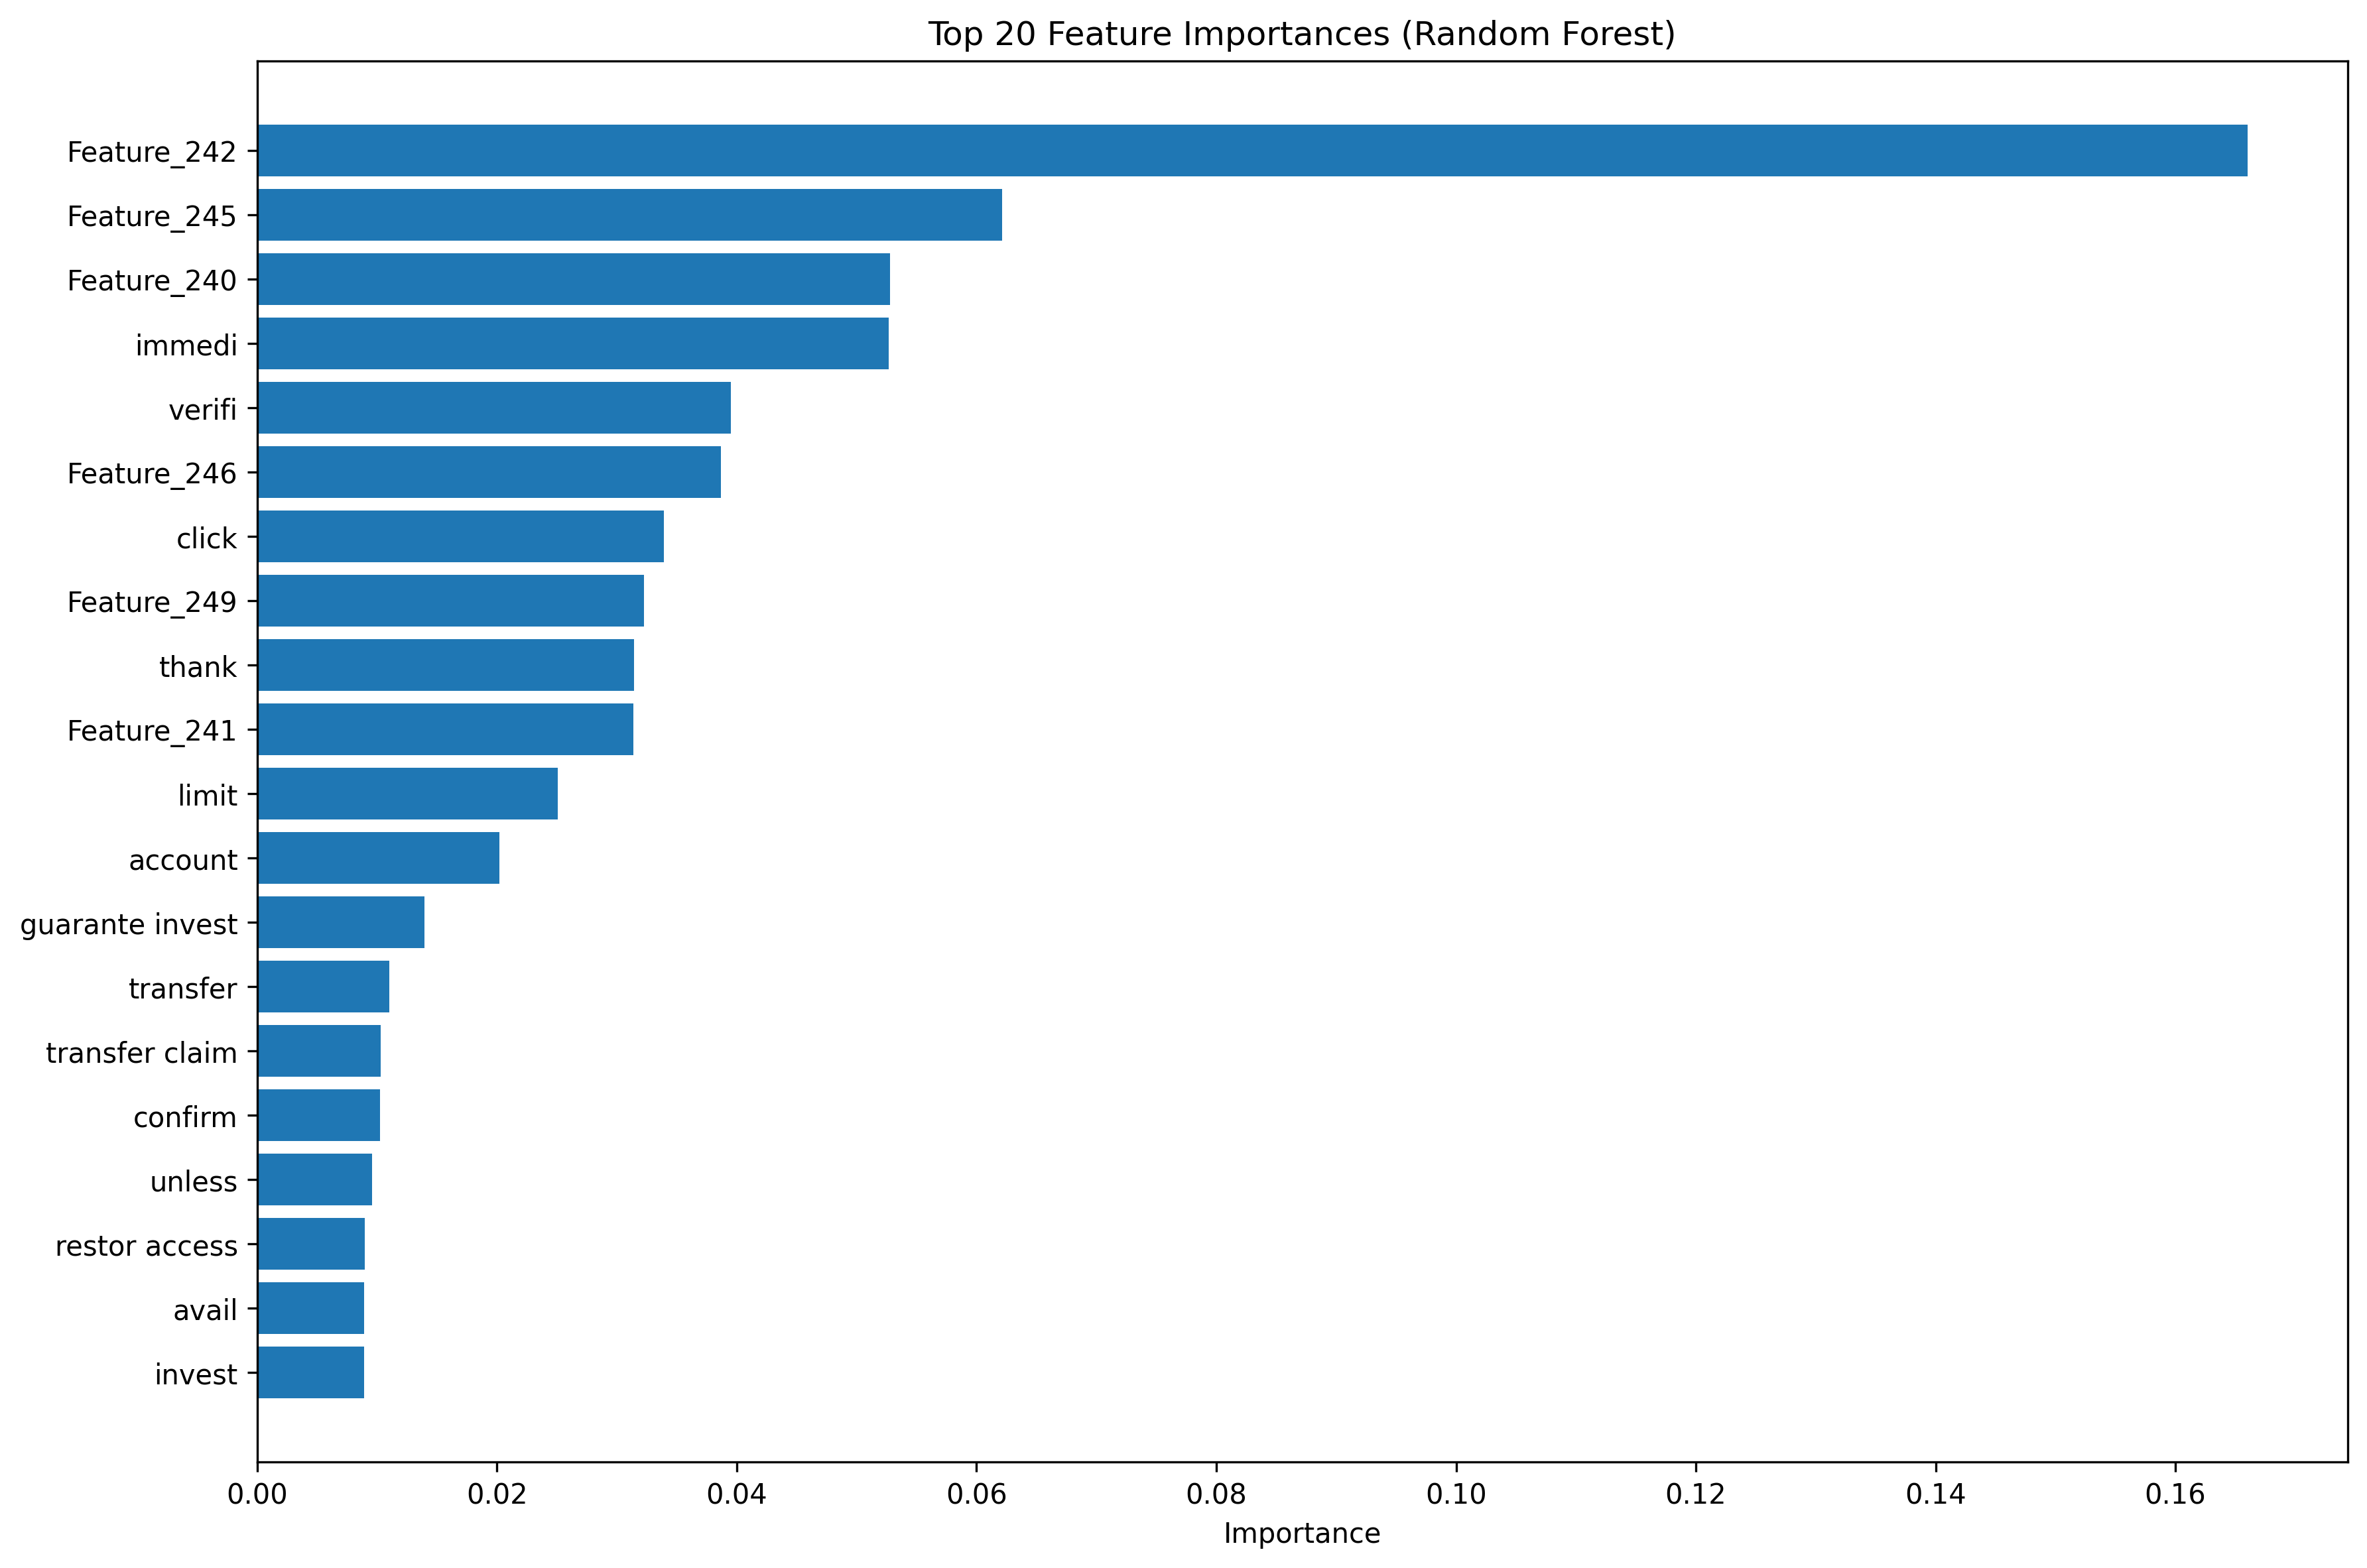 Top 20 Feature Importances (Random Forest)
Feature_242
Feature_245
Feature_240
immedi
verifi
Feature_246
click
Feature_249
thank
Feature_241
limit
account
guarante invest
transfer
transfer claim
confirm
unless
restor access
avail
invest
0.00 0.02 0.04 0.06 0.08 0.10 0.12 0.14 0.16
Importance